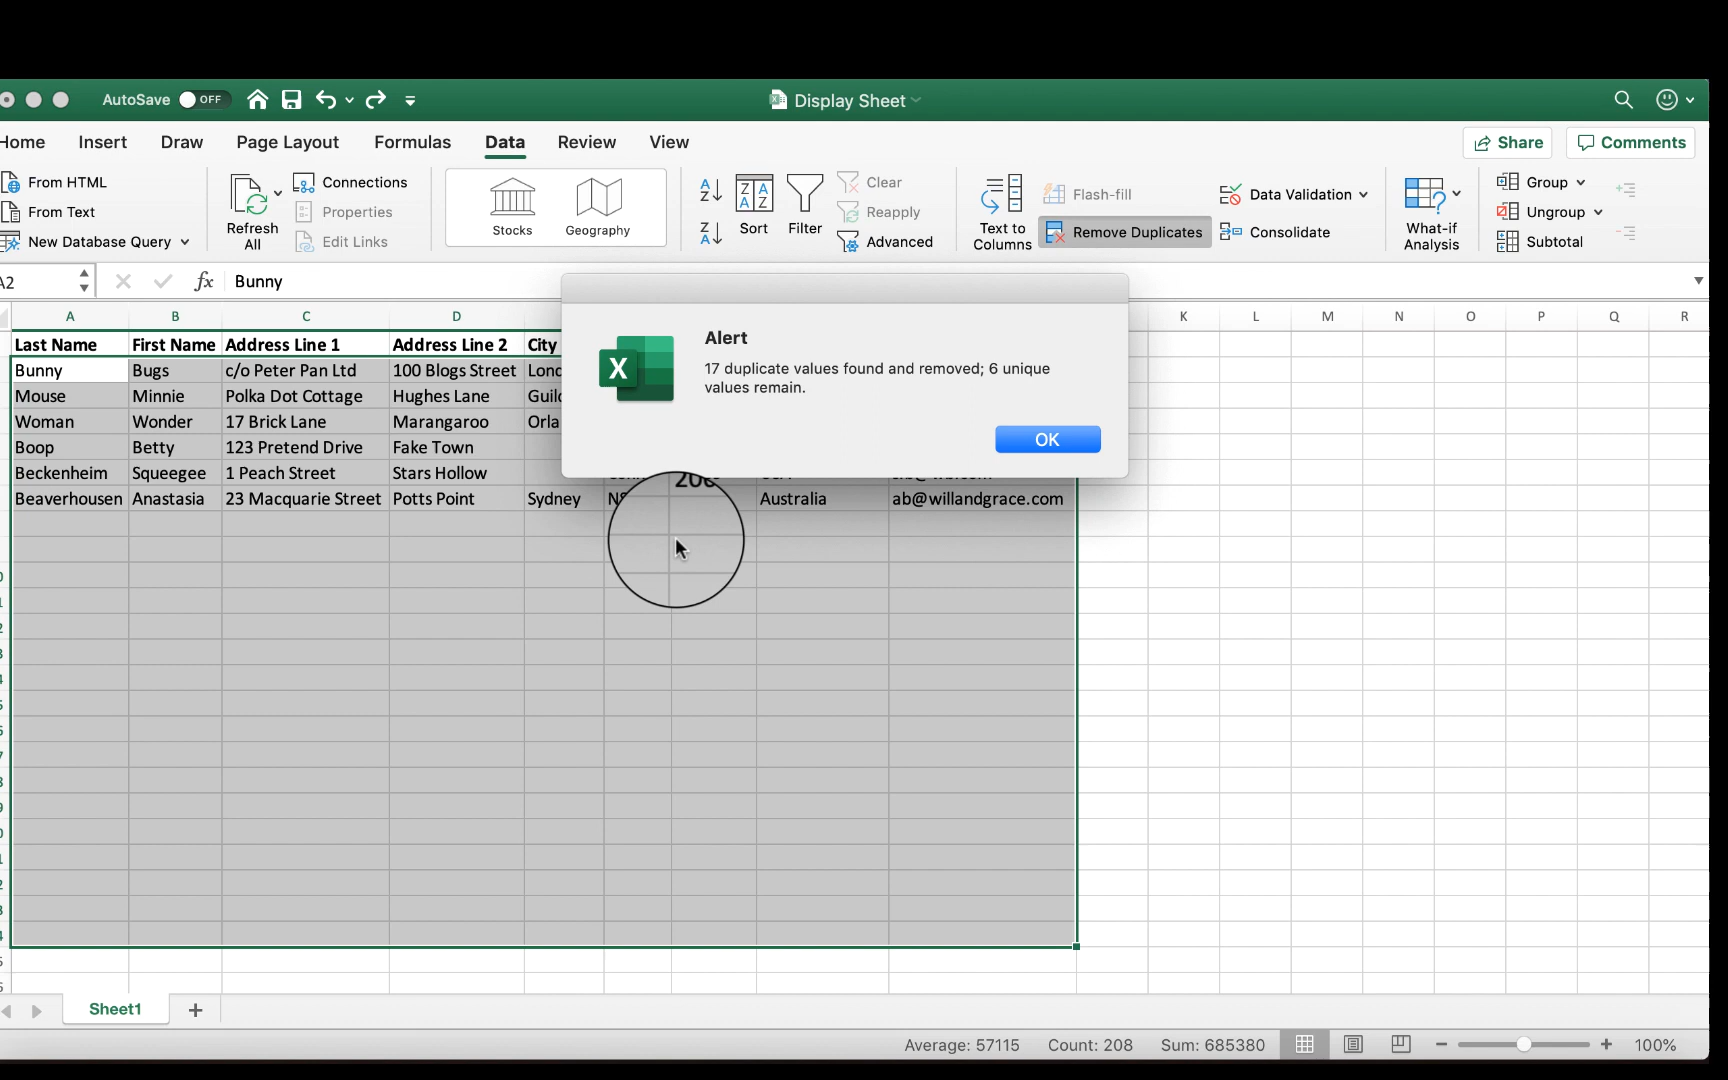 AutoSave OFF
Display Sheet
Home Insert Draw Page Layout Formulas Data Review View
Share Comments
From HTML
From Text
New Database Query
Refresh
All
Connections
Properties
Edit Links
Stocks
Geography
Sort
Filter
Clear
Reapply
Advanced
Text to
Columns
Flash-fill
Remove Duplicates
Data Validation
Consolidate
What-if
Analysis
Group
Ungroup
Subtotal
A2 fx Bunny
A B C D K L M N O P Q R
Last Name First Name Address Line 1 Address Line 2 City
Bunny Bugs c/o Peter Pan Ltd 100 Blogs Street
Mouse Minnie Polka Dot Cottage Hughes Lane
Woman Wonder 17 Brick Lane Marangaroo
Boop Betty 123 Pretend Drive Fake Town
Beckenheim Squeegee 1 Peach Street Stars Hollow
Beaverhousen Anastasia 23 Macquarie Street Potts Point Sydney Australia ab@willandgrace.com
Alert
17 duplicate values found and removed; 6 unique
values remain.
OK
Sheet1
Average: 57115 Count: 208 Sum: 685380 100%